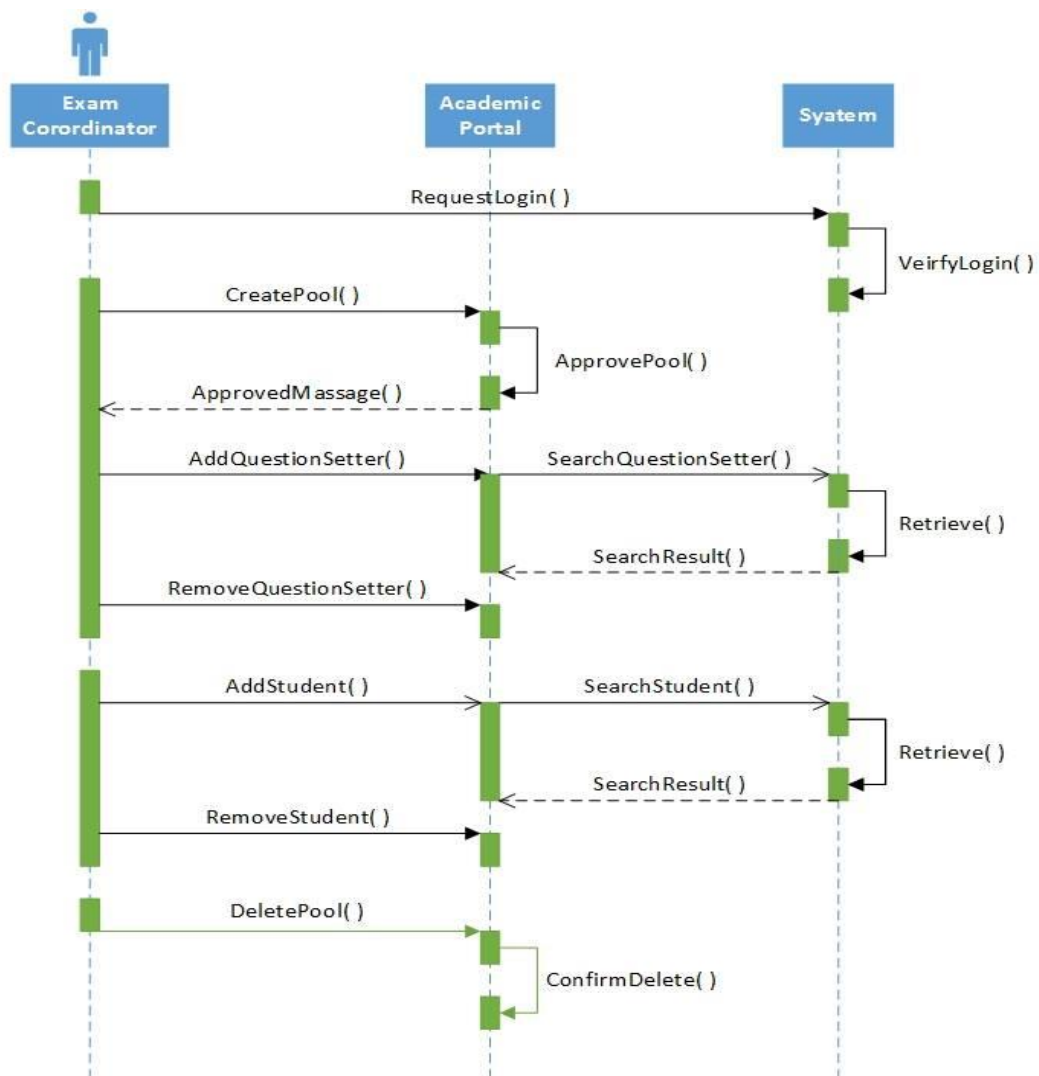 Exam
Corordinator
Academic
Portal
Syatem
RequestLogin( )
VeirfyLogin( )
CreatePool( )
ApprovePool( )
ApprovedMassage( )
AddQuestionSetter( )
SearchQuestionSetter( )
Retrieve( )
SearchResult( )
RemoveQuestionSetter( )
AddStudent( )
SearchStudent( )
Retrieve( )
SearchResult( )
RemoveStudent( )
DeletePool( )
ConfirmDelete( )